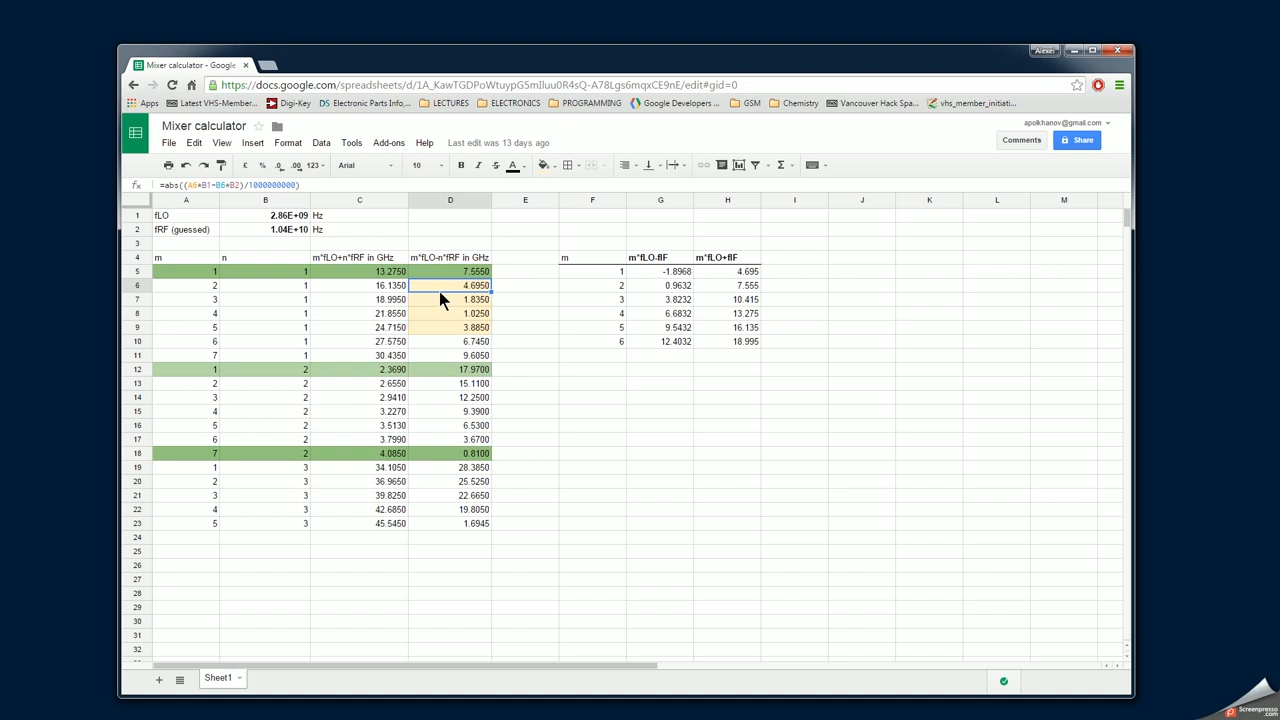 Alexei
Mixer calculator - Google
https://docs.google.com/spreadsheets/d/1A_KawTGDPoWtuypG5mIluu0R4sQ-A78Lgs6mqxCE9nE/edit#gid=0
Apps Latest VHS-Member... Digi-Key DS Electronic Parts Info,... LECTURES ELECTRONICS PROGRAMMING Google Developers ... GSM Chemistry Vancouver Hack Spa... vhs_member_initiati...
Mixer calculator
apolkhanov@gmail.com
File Edit View Insert Format Data Tools Add-ons Help Last edit was 13 days ago
Comments Share
£ % .0 .00 123 Arial 10 B I S A Σ
fx =abs((A6*B1-B6*B2)/1000000000)
A B C D E F G H I J K L M
1 fLO 2.86E+09 Hz
2 fRF (guessed) 1.04E+10 Hz
3
4 m n m*fLO+n*fRF in GHz m*fLO-n*fRF in GHz m m*fLO-fIF m*fLO+fIF
5 1 1 13.2750 7.5550 1 -1.8968 4.695
6 2 1 16.1350 4.6950 2 0.9632 7.555
7 3 1 18.9950 1.8350 3 3.8232 10.415
8 4 1 21.8550 1.0250 4 6.6832 13.275
9 5 1 24.7150 3.8850 5 9.5432 16.135
10 6 1 27.5750 6.7450 6 12.4032 18.995
11 7 1 30.4350 9.6050
12 1 2 2.3690 17.9700
13 2 2 2.6550 15.1100
14 3 2 2.9410 12.2500
15 4 2 3.2270 9.3900
16 5 2 3.5130 6.5300
17 6 2 3.7990 3.6700
18 7 2 4.0850 0.8100
19 1 3 34.1050 28.3850
20 2 3 36.9650 25.5250
21 3 3 39.8250 22.6650
22 4 3 42.6850 19.8050
23 5 3 45.5450 1.6945
24
25
26
27
28
29
30
31
32
Sheet1
Screenpresso
.com